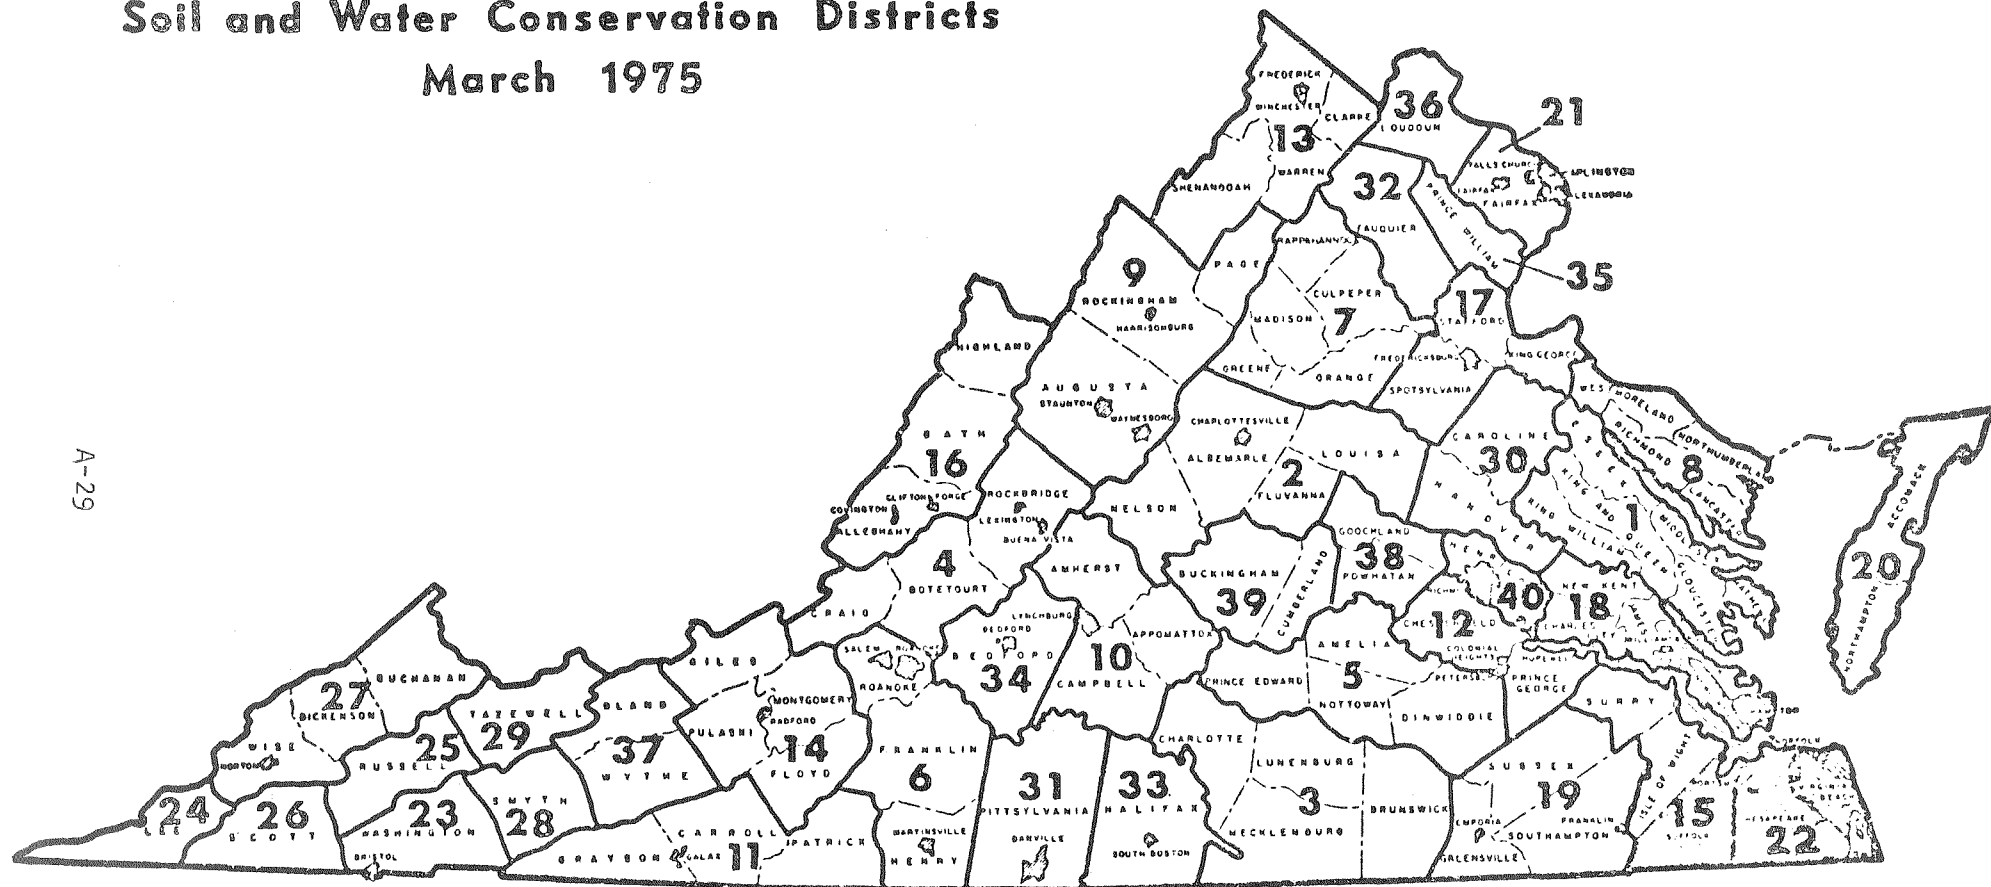 Soil and Water Conservation Districts
March 1975
FREDERICK
WINCHESTER
CLARKE
36
LOUDOUN
21
13
FALLS CHURCH
ARLINGTON
SHENANDOAH
WARREN
32
PRINCE WILLIAM
FAIRFAX
FAIRFAX
FAUQUIER
RAPPAHANNOCK
9
PAGE
35
ROCKINGHAM
HARRISONBURG
CULPEPER
MADISON
7
17
STAFFORD
HIGHLAND
GREENE
ORANGE
FREDERICKSBURG
KING GEORGE
SPOTSYLVANIA
AUGUSTA
STAUNTON
WAYNESBORO
WESTMORELAND
CHARLOTTESVILLE
ALBEMARLE
LOUISA
CAROLINE
30
ESSEX
RICHMOND
NORTHUMBERLAND
8
LANCASTER
BATH
16
2
FLUVANNA
HANOVER
KING AND QUEEN
KING WILLIAM
1
MIDDLESEX
ACCOMACK
CLIFTON FORGE
COVINGTON
ALLEGHANY
ROCKBRIDGE
LEXINGTON
BUENA VISTA
NELSON
GOOCHLAND
38
POWHATAN
4
BOTETOURT
AMHERST
BUCKINGHAM
39
CUMBERLAND
40
NEW KENT
18
GLOUCESTER
20
NORTHAMPTON
CRAIG
LYNCHBURG
BEDFORD
BEDFORD
34
APPOMATTOX
10
CAMPBELL
AMELIA
12
COLONIAL HEIGHTS
HOPEWELL
SALEM
ROANOKE
PRINCE EDWARD
5
NOTTOWAY
DINWIDDIE
PRINCE GEORGE
SURRY
GILES
BUCHANAN
27
DICKENSON
WISE
NORTON
TAZEWELL
29
BLAND
PULASKI
MONTGOMERY
RADFORD
14
FLOYD
25
RUSSELL
37
WYTHE
FRANKLIN
6
CHARLOTTE
LUNENBURG
SUSSEX
ISLE OF WIGHT
NORFOLK
24
26
SCOTT
23
WASHINGTON
BRISTOL
SMYTH
28
31
PITTSYLVANIA
DANVILLE
33
HALIFAX
SOUTH BOSTON
3
MECKLENBURG
BRUNSWICK
19
EMPORIA
FRANKLIN
SOUTHAMPTON
GREENSVILLE
15
SUFFOLK
22
GRAYSON
GALAX
CARROLL
11
PATRICK
MARTINSVILLE
HENRY
A-29